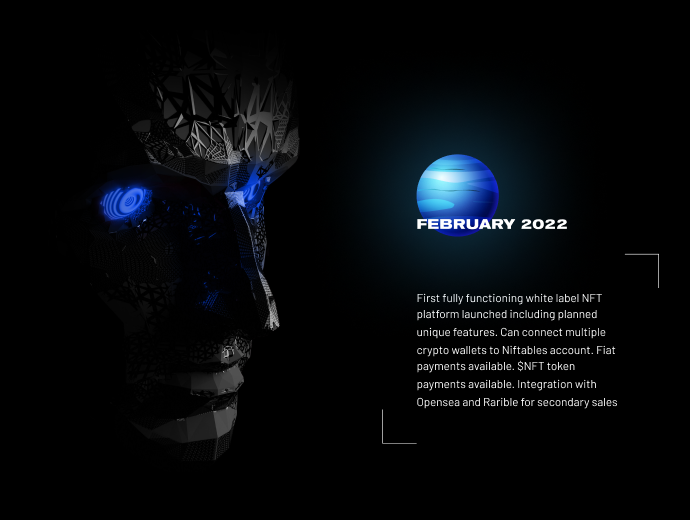 FEBRUARY 2022
First fully functioning white label NFT
platform launched including planned
unique features. Can connect multiple
crypto wallets to Niftables account. Fiat
payments available. $NFT token
payments available. Integration with
Opensea and Rarible for secondary sales